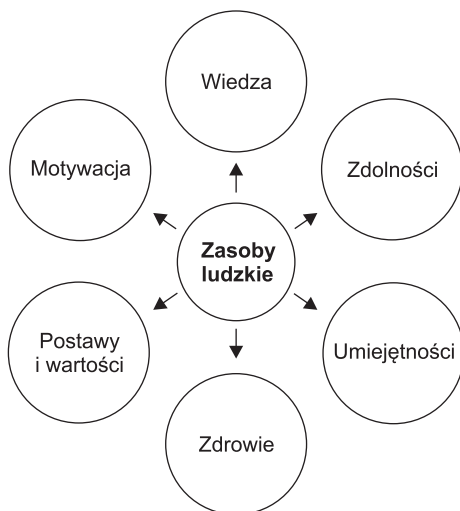 Wiedza
Motywacja
Zdolności
Zasoby
ludzkie
Postawy
i wartości
Umiejętności
Zdrowie